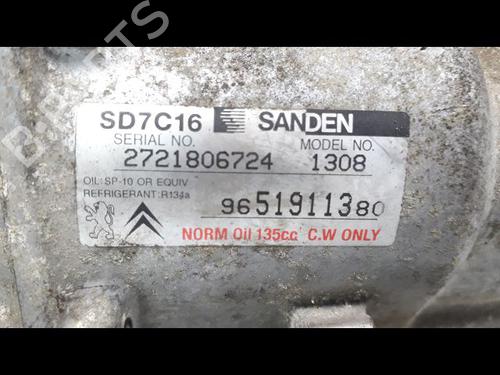 SD7C16 SANDEN
SERIAL NO. MODEL NO.
2721806724 1308
OIL: SP-10 OR EQUIV
REFRIGERANT: R134a
9651911380
NORM Oil 135cc C.W ONLY